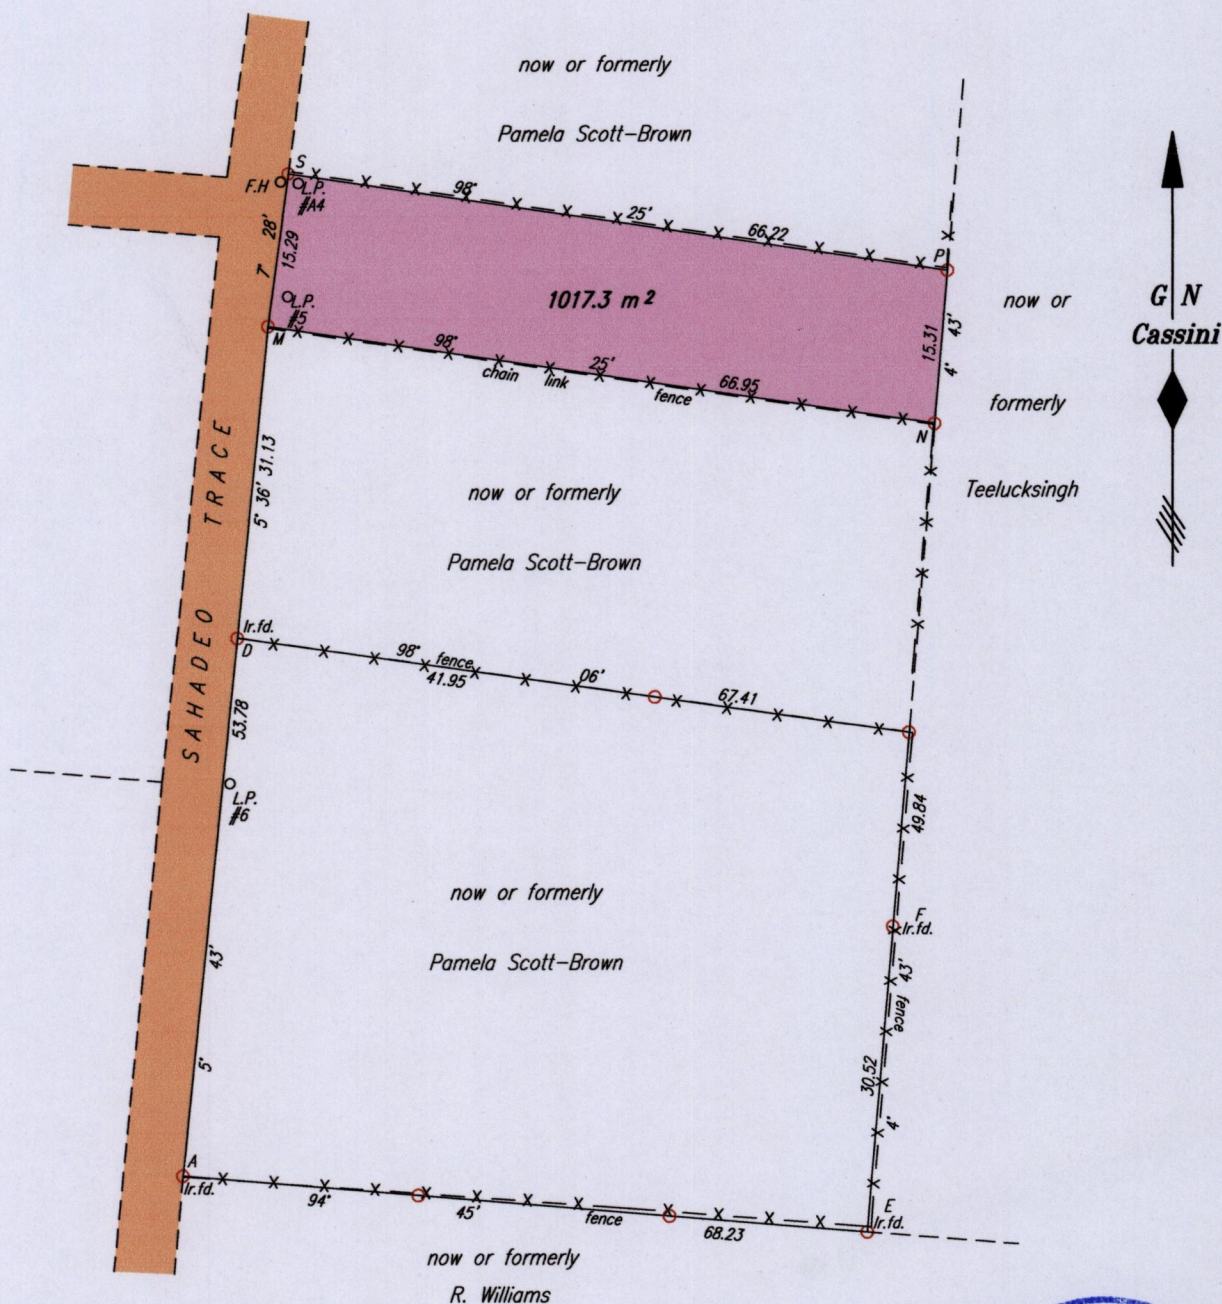 now or formerly
Pamela Scott-Brown
S
F.H
L.P.
#A4
98° 25' 66.22
P
7° 28'
15.29
L.P.
#5
M
1017.3 m²
98° 25' 66.95
chain link fence
4° 43'
15.31
N
now or
formerly
Teelucksingh
G N
Cassini
SAHADEO TRACE
5° 36' 31.13
now or formerly
Pamela Scott-Brown
Ir.fd.
D
98° 06' 67.41
fence
41.95
53.78
L.P.
#6
49.84
now or formerly
Pamela Scott-Brown
F
Ir.fd.
5° 43'
4° 43'
fence
30.52
A
Ir.fd.
94° 45' 68.23
fence
E
Ir.fd.
now or formerly
R. Williams